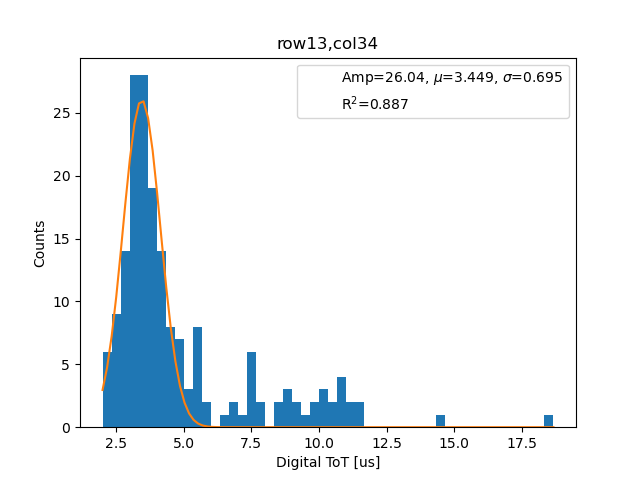 row13,col34
Amp=26.04, μ=3.449, σ=0.695
R²=0.887
25
20
15
10
5
0
Counts
2.5 5.0 7.5 10.0 12.5 15.0 17.5
Digital ToT [us]